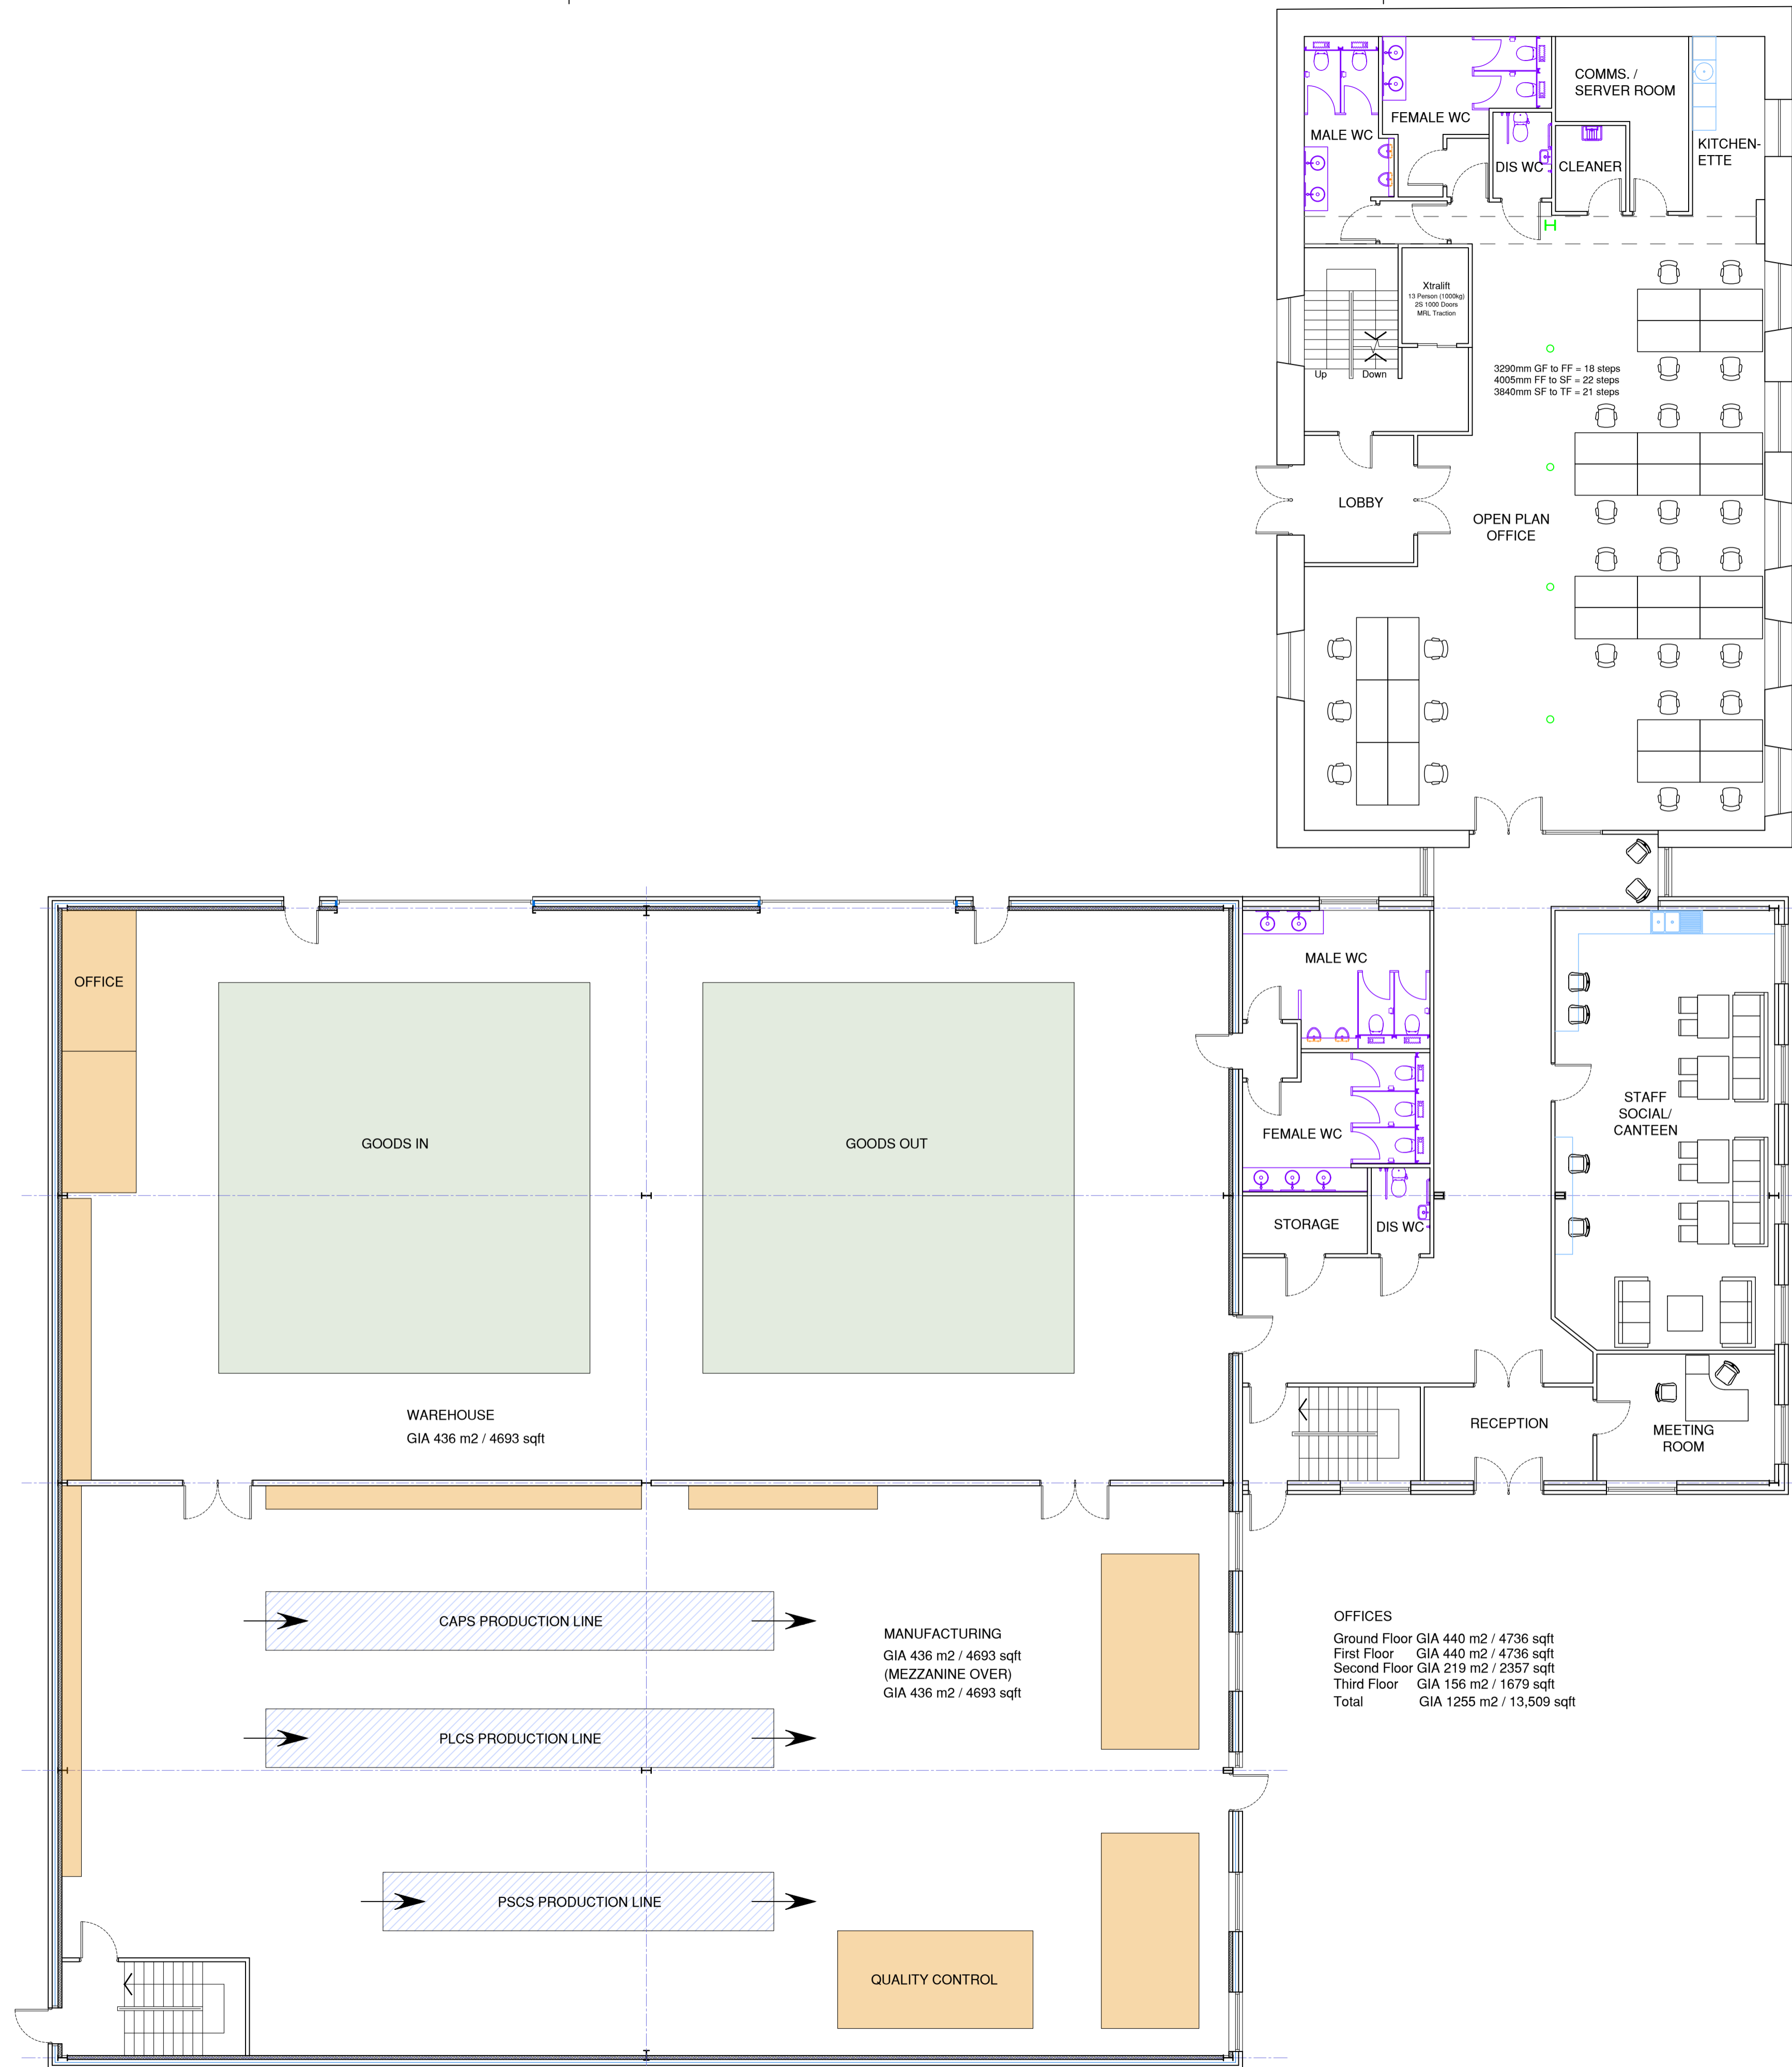 COMMS. /
SERVER ROOM
FEMALE WC
MALE WC
KITCHEN-
ETTE
DIS WC
CLEANER
Xtralift
13 Person (1000kg)
2S 1000 Doors
MRL Traction
Up
Down
3290mm GF to FF = 18 steps
4005mm FF to SF = 22 steps
3840mm SF to TF = 21 steps
LOBBY
OPEN PLAN
OFFICE
OFFICE
MALE WC
GOODS IN
GOODS OUT
STAFF
SOCIAL/
CANTEEN
FEMALE WC
STORAGE
DIS WC
WAREHOUSE
GIA 436 m2 / 4693 sqft
RECEPTION
MEETING
ROOM
CAPS PRODUCTION LINE
MANUFACTURING
GIA 436 m2 / 4693 sqft
(MEZZANINE OVER)
GIA 436 m2 / 4693 sqft
OFFICES
Ground Floor GIA 440 m2 / 4736 sqft
First Floor GIA 440 m2 / 4736 sqft
Second Floor GIA 219 m2 / 2357 sqft
Third Floor GIA 156 m2 / 1679 sqft
Total GIA 1255 m2 / 13,509 sqft
PLCS PRODUCTION LINE
PSCS PRODUCTION LINE
QUALITY CONTROL